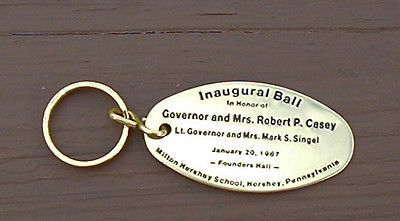 Inaugural Ball
In Honor of
Governor and Mrs. Robert P. Casey
Lt. Governor and Mrs. Mark S. Singel
January 20, 1987
— Founders Hall —
Milton Hershey School, Hershey, Pennsylvania